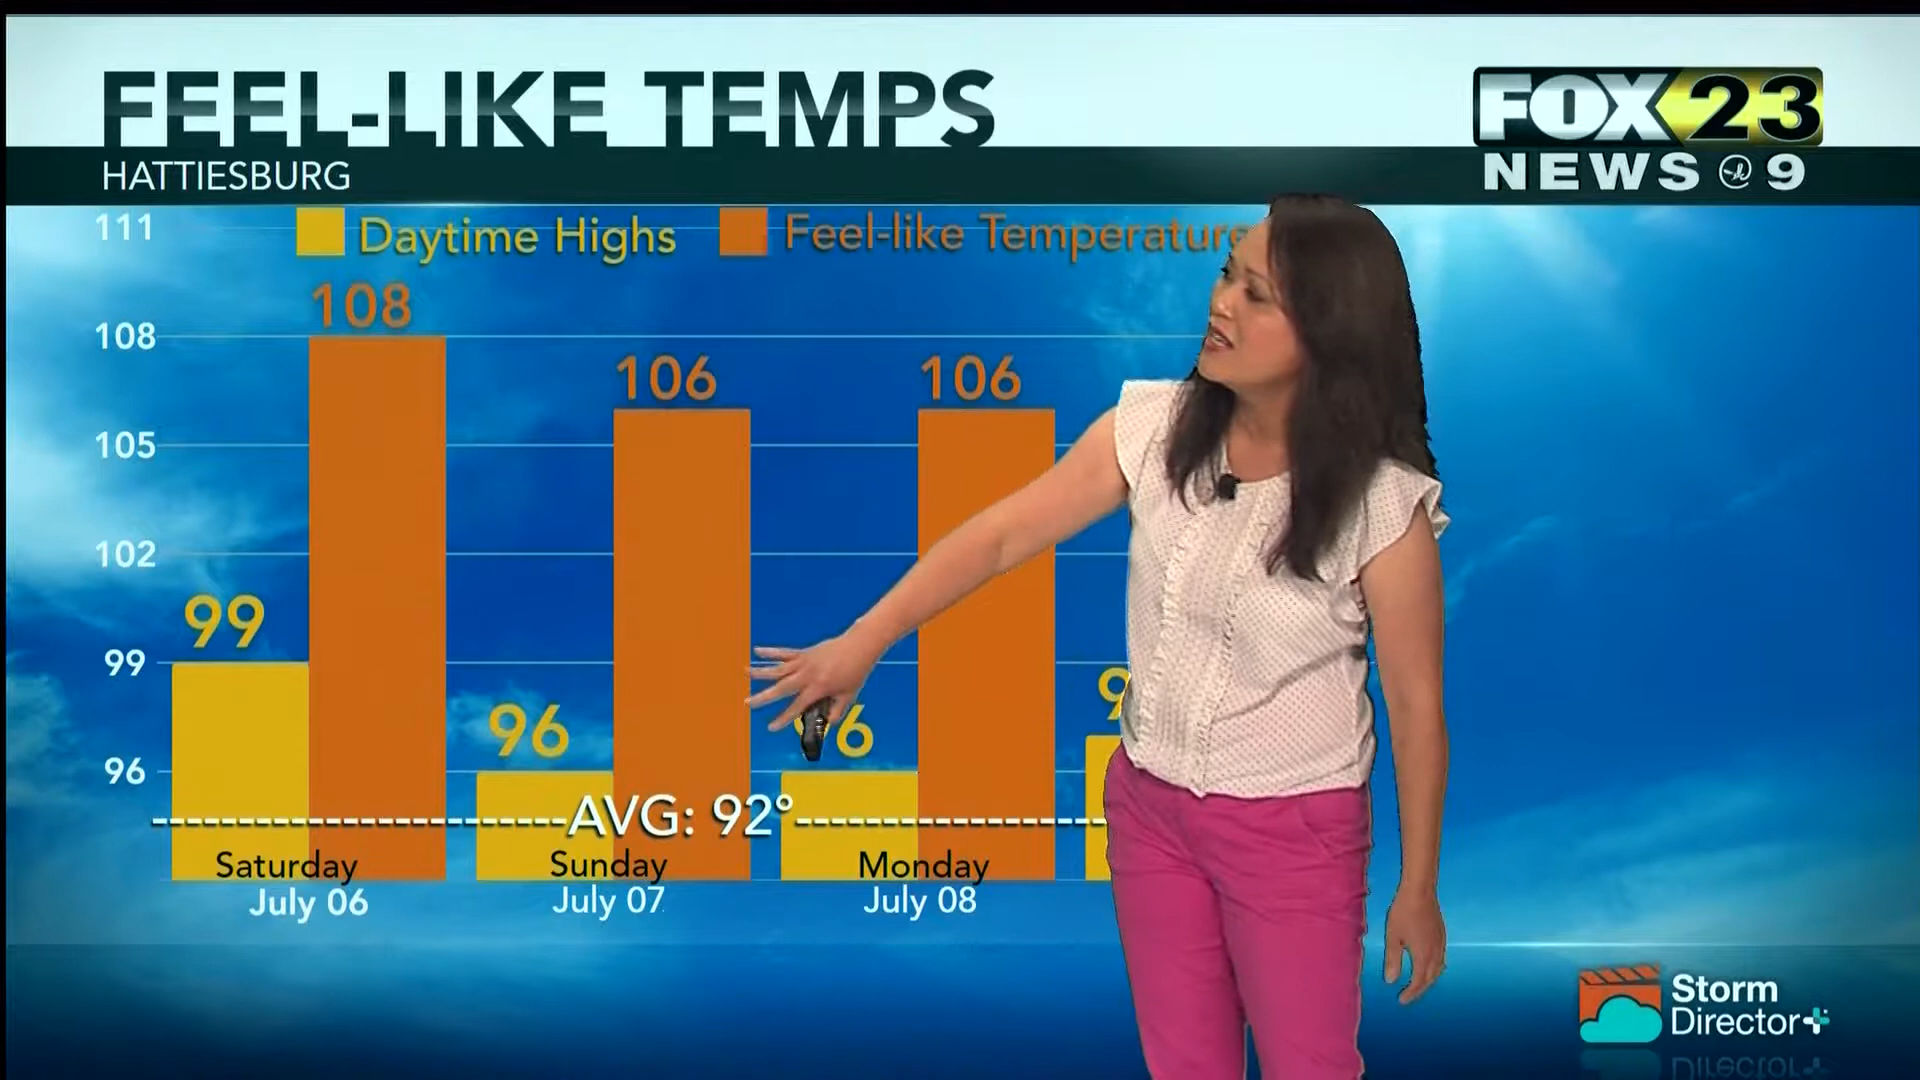 FEEL-LIKE TEMPS
HATTIESBURG
FOX 23
NEWS @ 9
Daytime Highs
Feel-like Temperature
111
108
105
102
99
96
108
106
106
99
96
96
9
AVG: 92°
Saturday
Sunday
Monday
July 06
July 07
July 08
Storm
Director+